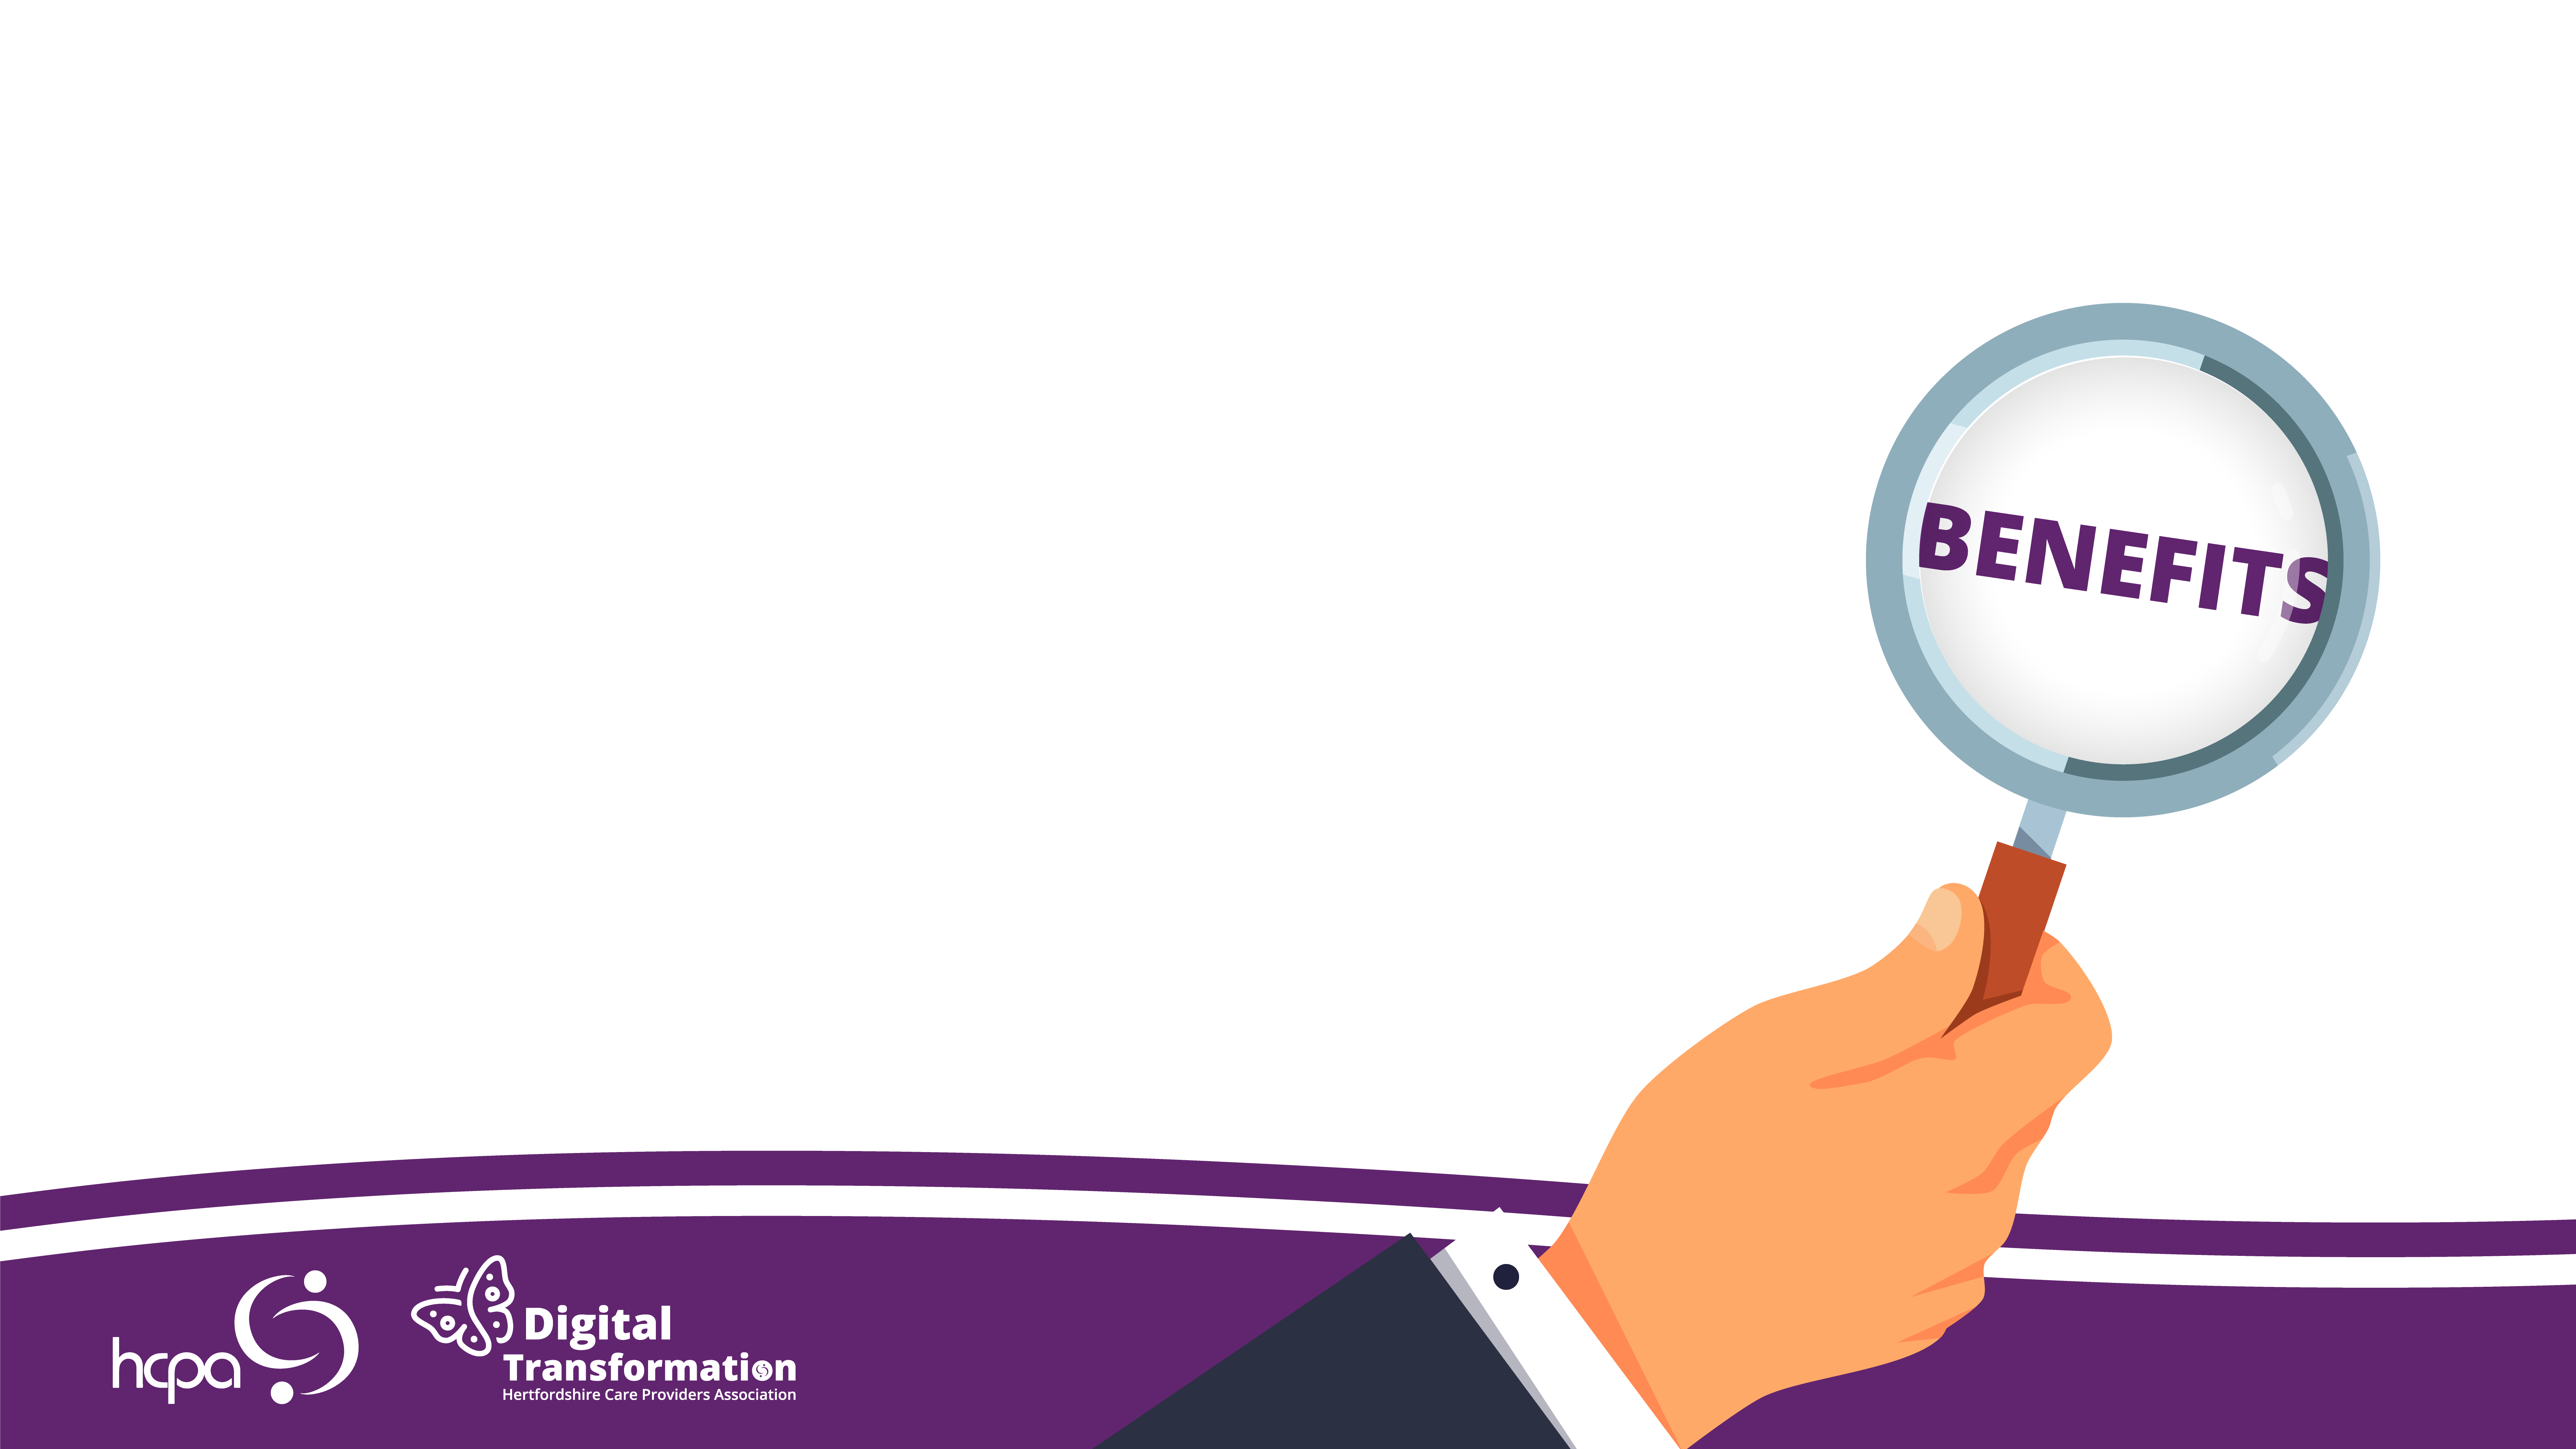 BENEFITS
hcpa
Digital
Transformation
Hertfordshire Care Providers Association